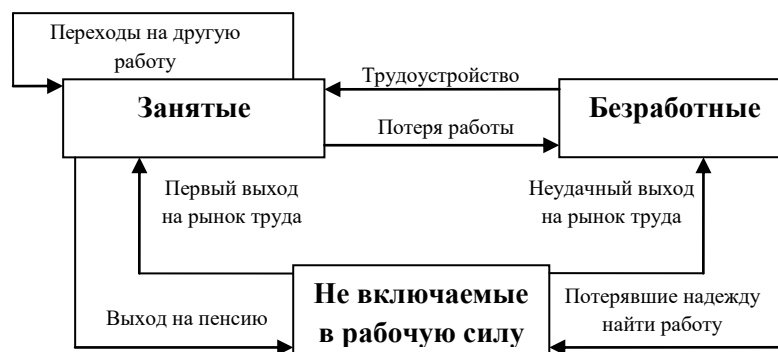 Переходы на другую
работу
Трудоустройство
Занятые
Безработные
Потеря работы
Первый выход
на рынок труда
Неудачный выход
на рынок труда
Не включаемые
в рабочую силу
Выход на пенсию
Потерявшие надежду
найти работу